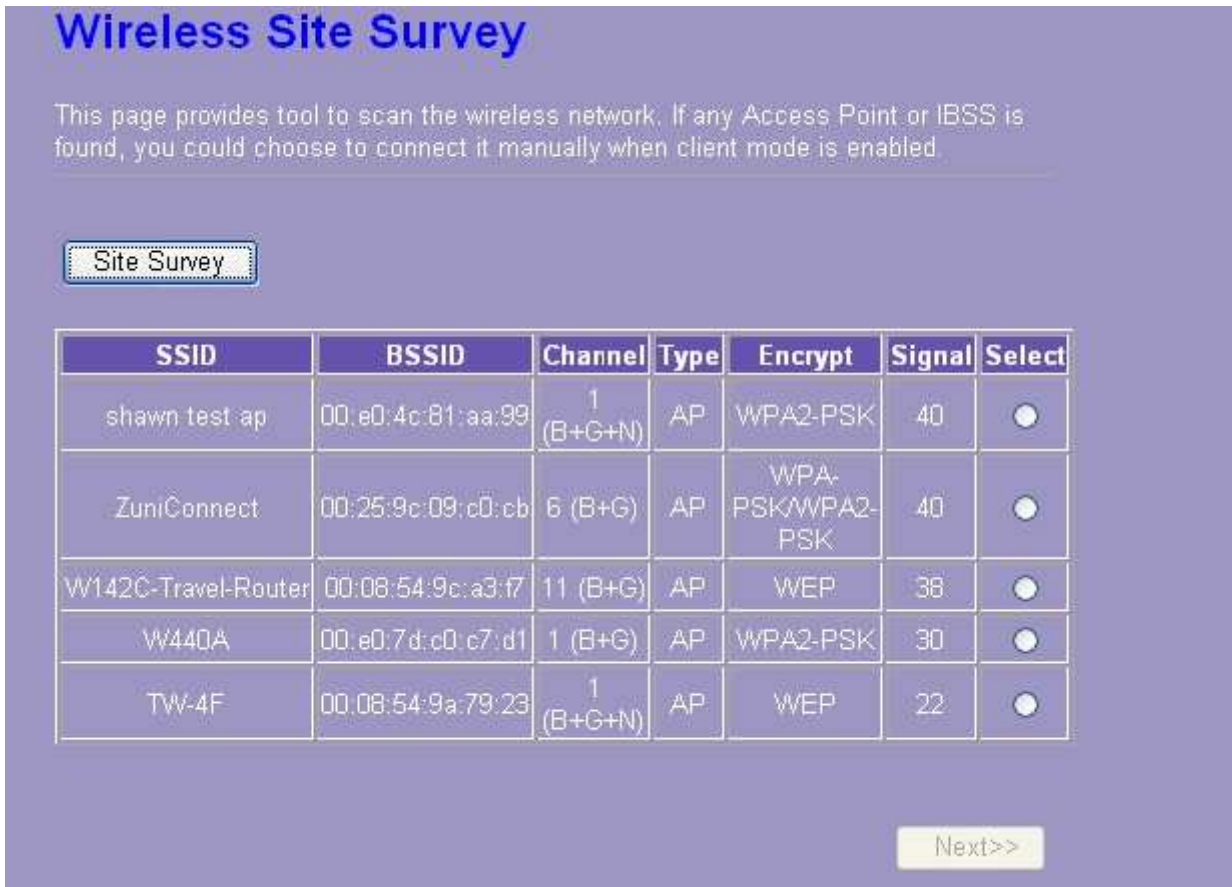 Wireless Site Survey
This page provides tool to scan the wireless network. If any Access Point or IBSS is
found, you could choose to connect it manually when client mode is enabled.
Site Survey
SSID BSSID Channel Type Encrypt Signal Select
shawn test ap 00:e0:4c:81:aa:99 1 (B+G+N) AP WPA2-PSK 40
ZuniConnect 00:25:9c:09:c0:cb 6 (B+G) AP WPA-PSK/WPA2-PSK 40
W142C-Travel-Router 00:08:54:9c:a3:f7 11 (B+G) AP WEP 38
W440A 00:e0:7d:c0:c7:d1 1 (B+G) AP WPA2-PSK 30
TW-4F 00:08:54:9a:79:23 1 (B+G+N) AP WEP 22
Next>>